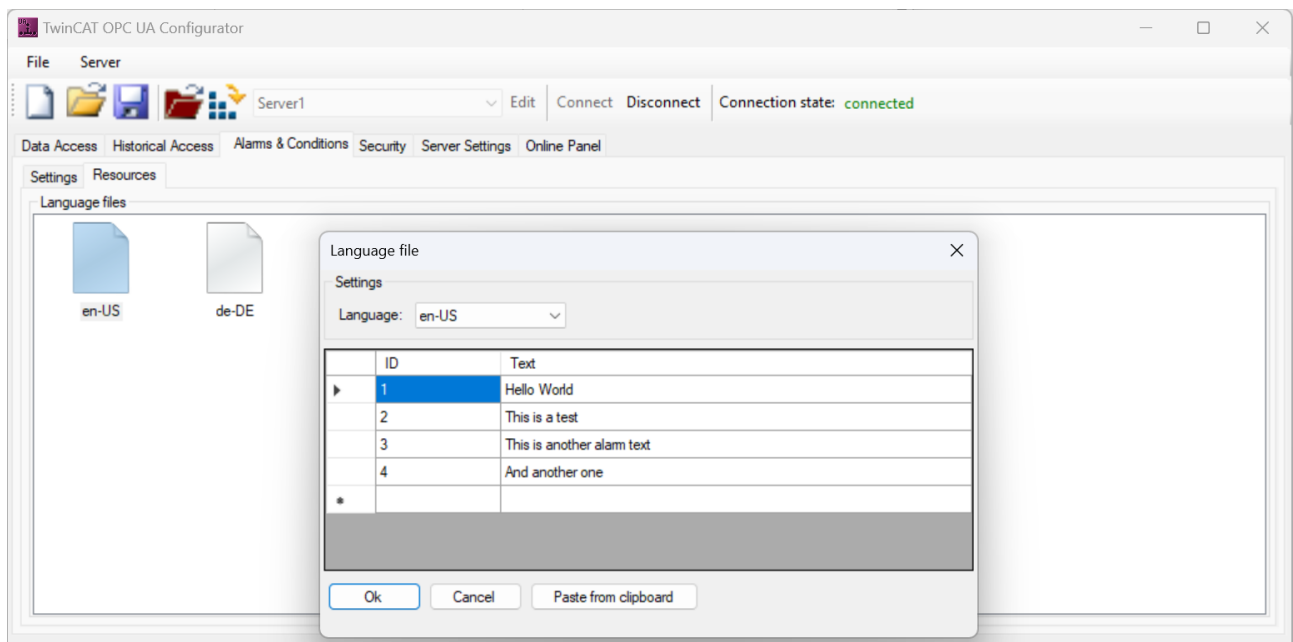 TwinCAT OPC UA Configurator
File Server
Server1 Edit Connect Disconnect Connection state: connected
Data Access Historical Access Alarms & Conditions Security Server Settings Online Panel
Settings Resources
Language files
en-US de-DE
Language file
Settings
Language: en-US
ID Text
1 Hello World
2 This is a test
3 This is another alarm text
4 And another one
*
Ok Cancel Paste from clipboard